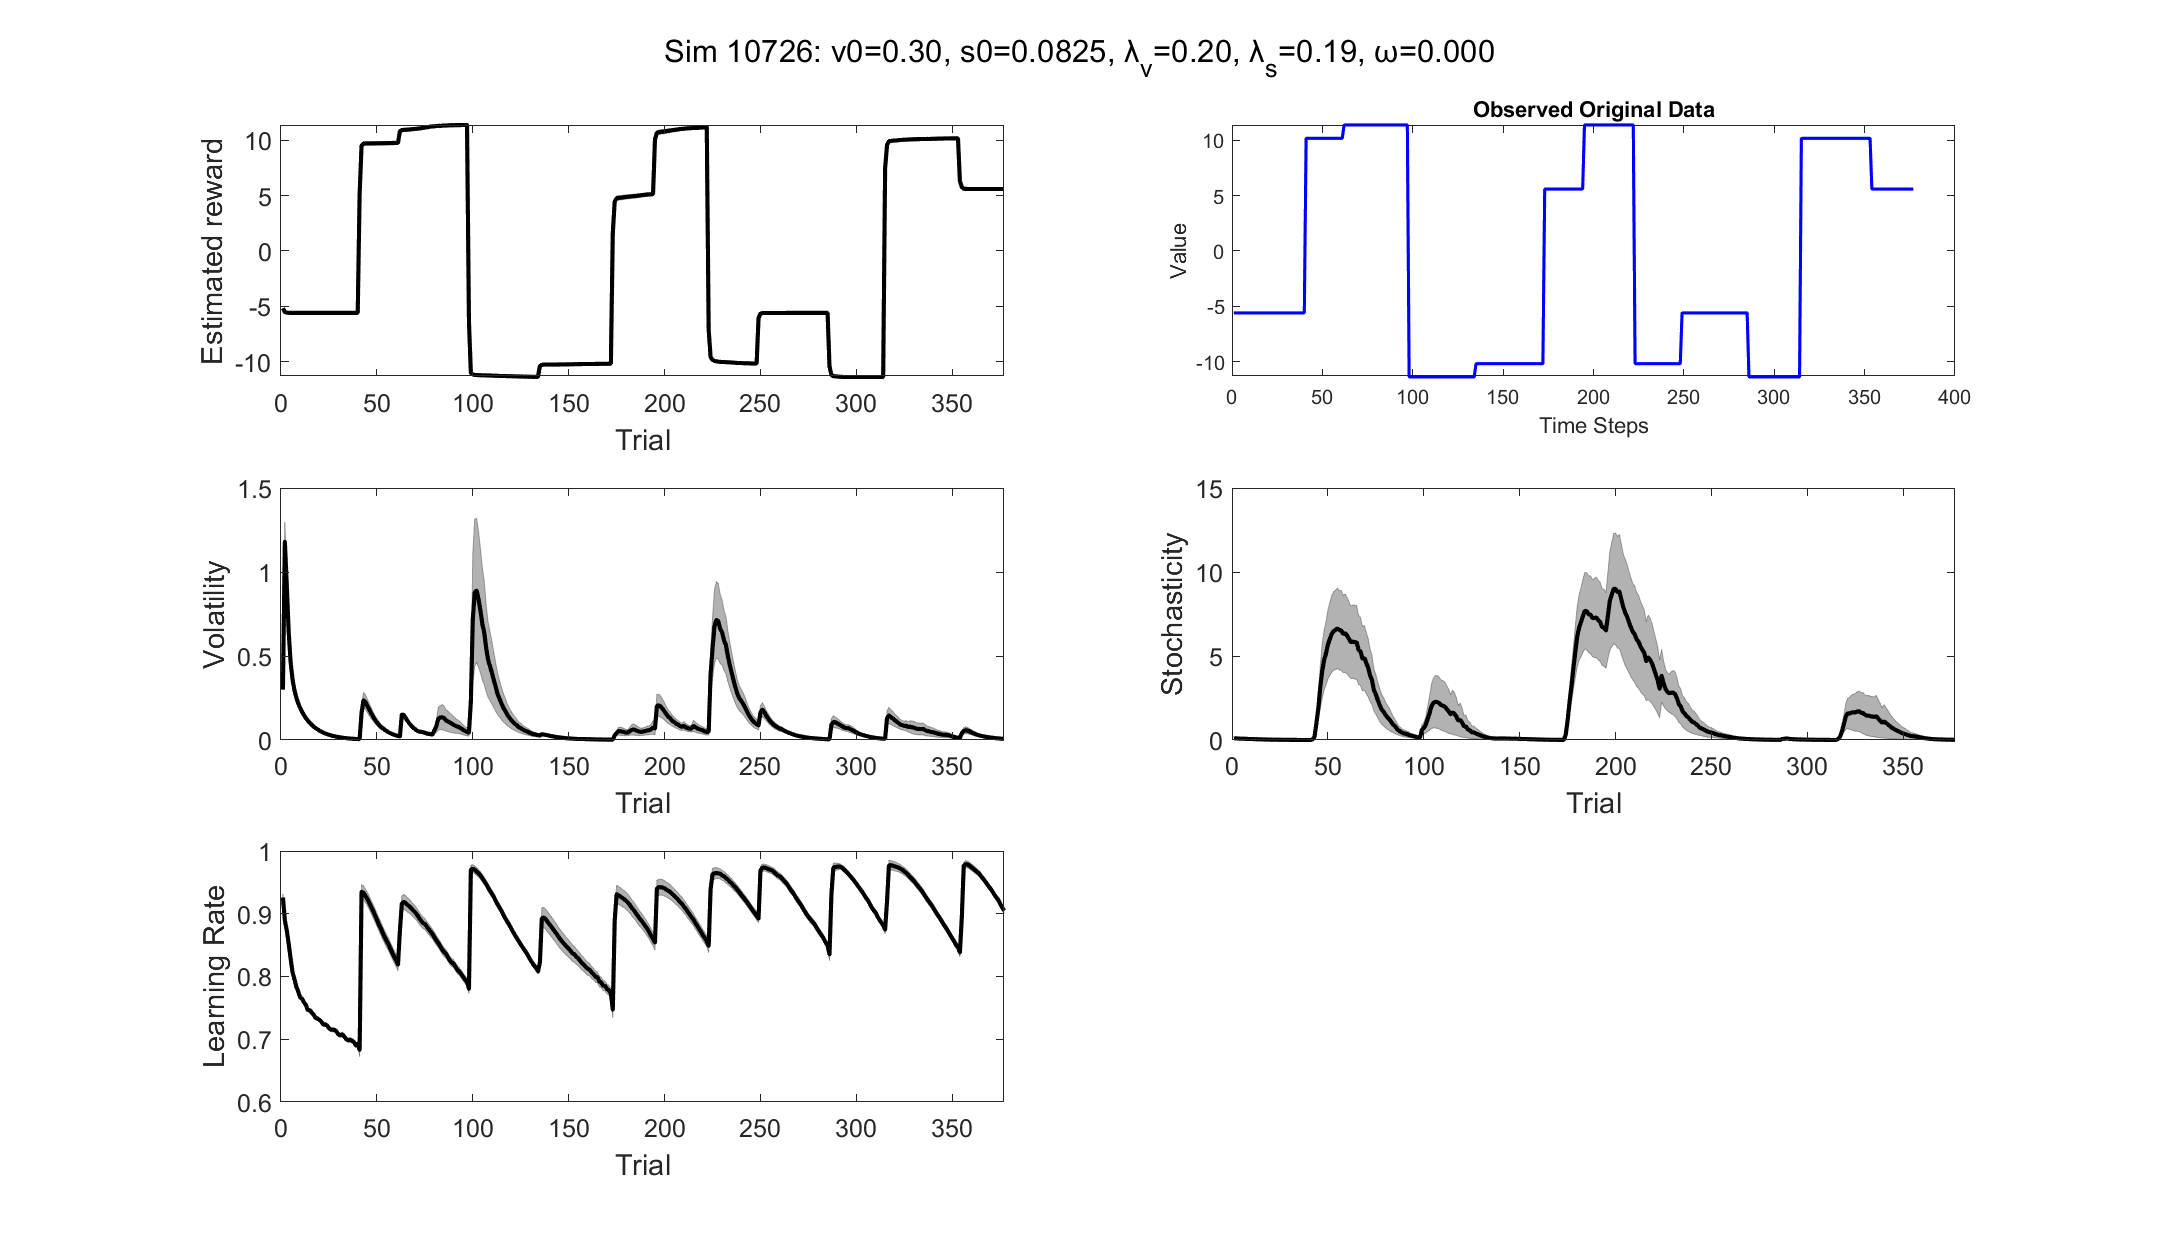 Sim 10726: v0=0.30, s0=0.0825, λv=0.20, λs=0.19, ω=0.000
Estimated reward
10
5
0
-5
-10
0 50 100 150 200 250 300 350
Trial
Observed Original Data
Value
10
5
0
-5
-10
0 50 100 150 200 250 300 350 400
Time Steps
Volatility
1.5
1
0.5
0
0 50 100 150 200 250 300 350
Trial
Stochasticity
15
10
5
0
0 50 100 150 200 250 300 350
Trial
Learning Rate
1
0.9
0.8
0.7
0.6
0 50 100 150 200 250 300 350
Trial